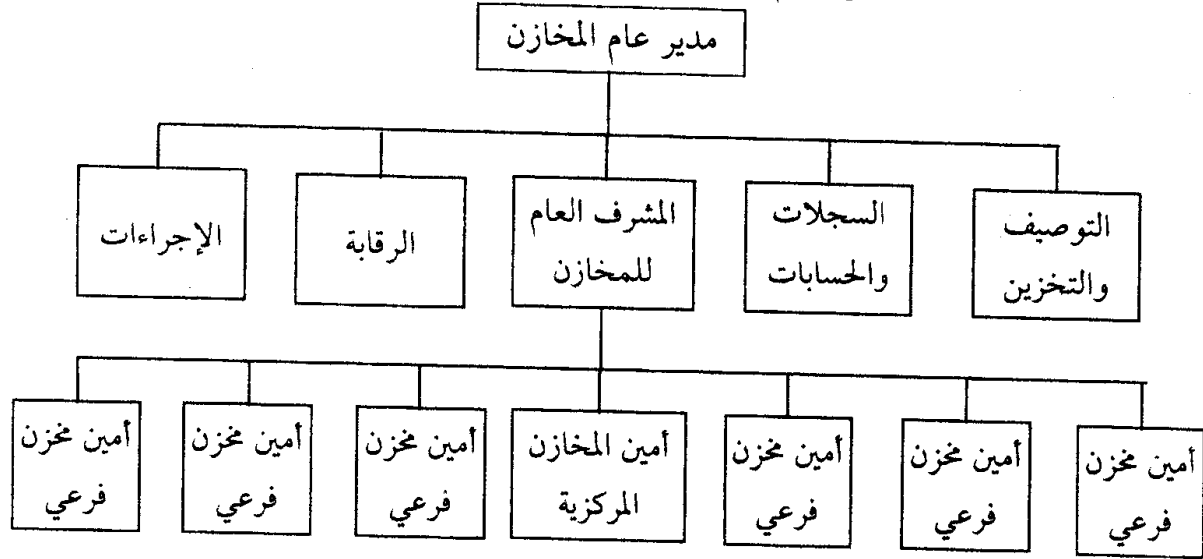 مدير عام المخازن
التوصيف
والتخزين
السجلات
والحسابات
المشرف العام
للمخازن
الرقابة
الإجراءات
أمين مخزن
فرعي
أمين مخزن
فرعي
أمين مخزن
فرعي
أمين المخازن
المركزية
أمين مخزن
فرعي
أمين مخزن
فرعي
أمين مخزن
فرعي